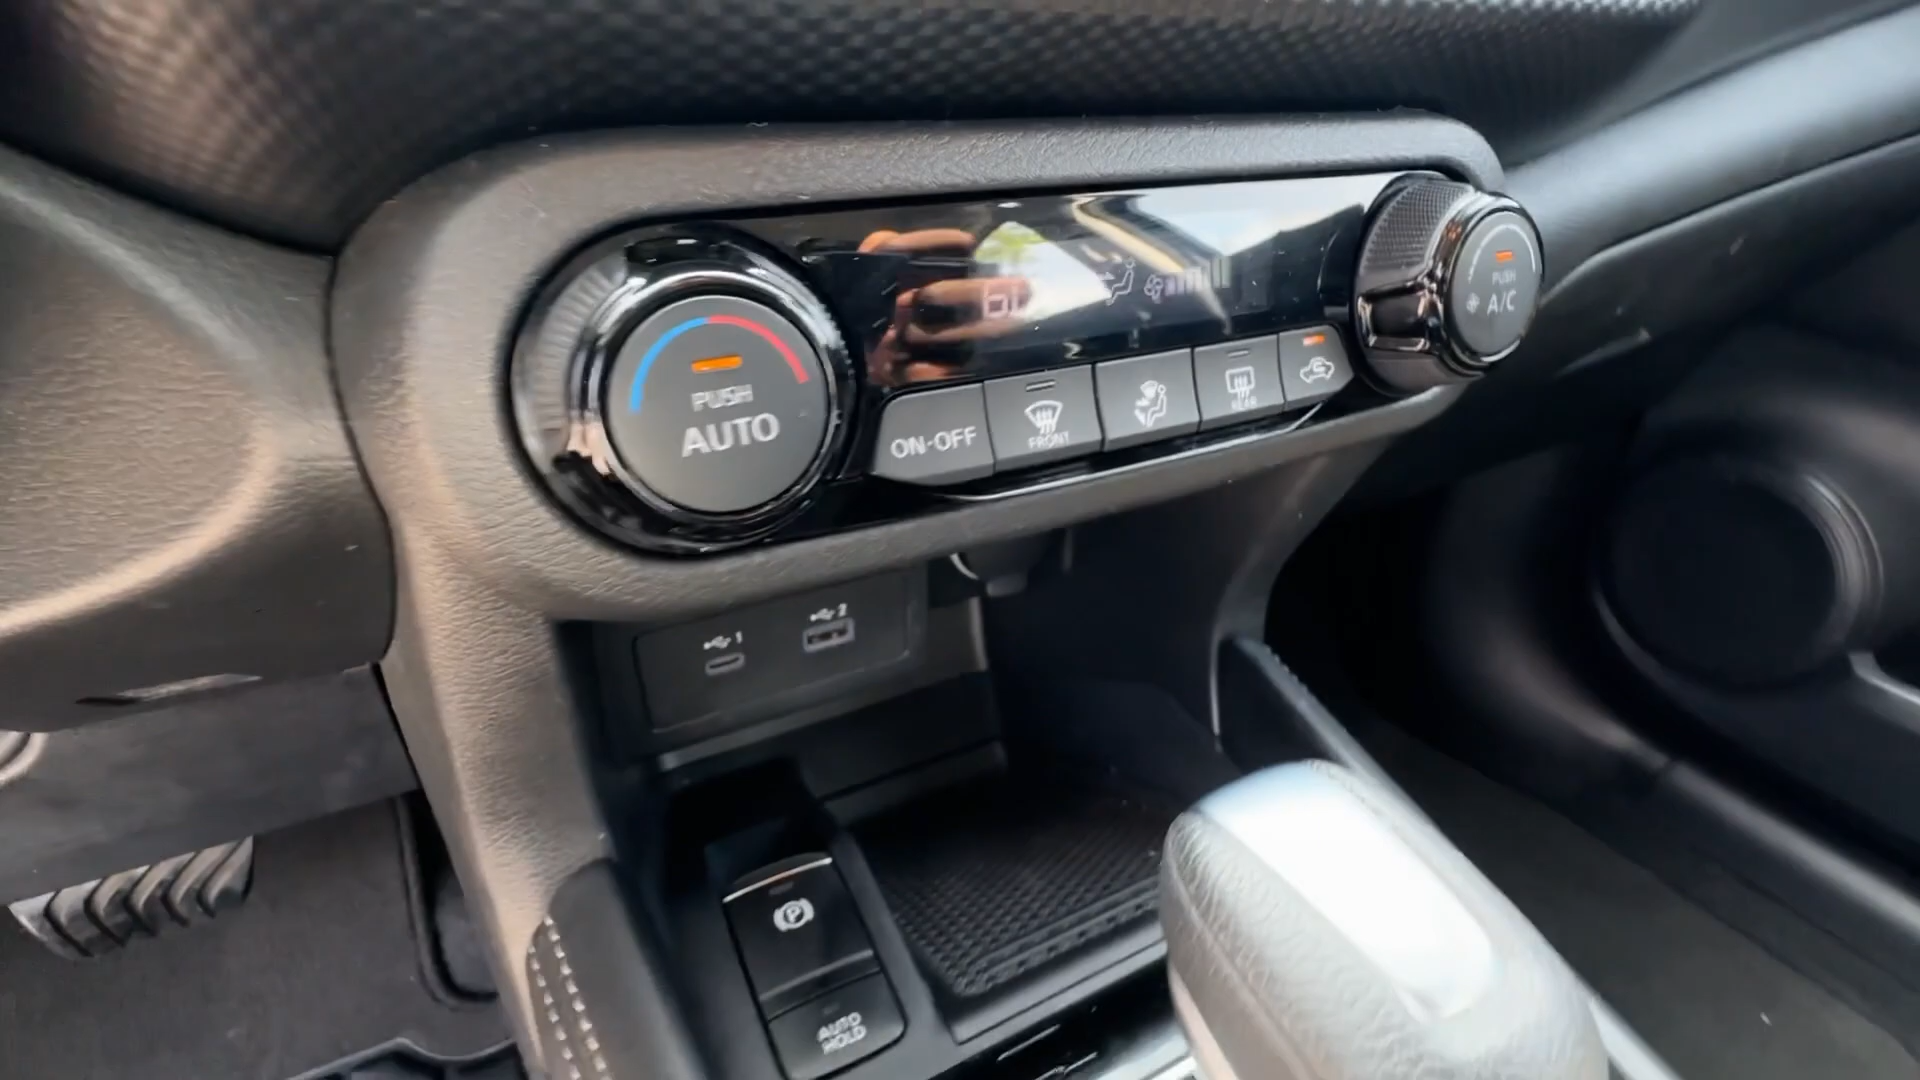 PUSH
AUTO
ON·OFF
FRONT
REAR
PUSH
A/C
1
2
P
AUTO
HOLD